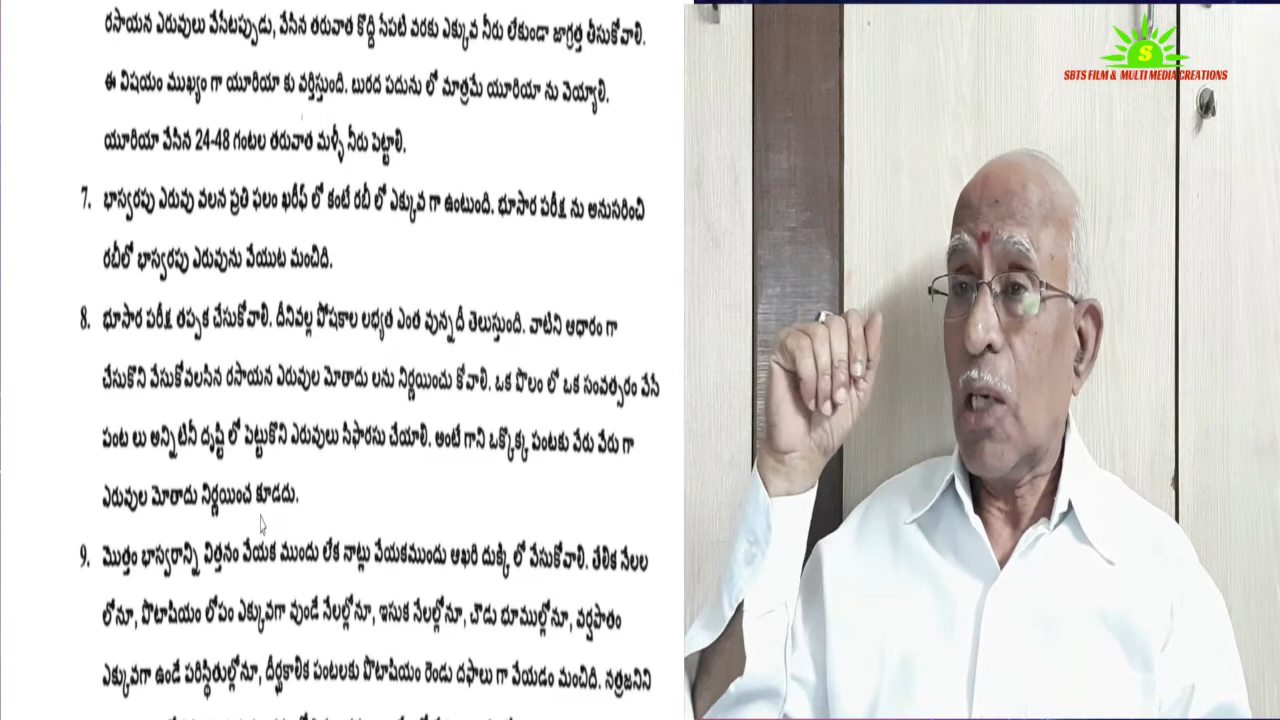 రసాయన ఎరువులు వేసేటప్పుడు, వేసిన తరువాత కొద్ది సేపటి వరకు ఎక్కువ నీరు లేకుండా జాగ్రత్త తీసుకోవాలి.
ఈ విషయం ముఖ్యం గా యూరియా కు వర్తిస్తుంది. బురద పదును లో మాత్రమే యూరియా ను వెయ్యాలి.
యూరియా వేసిన 24-48 గంటల తరువాత మళ్ళీ నీరు పెట్టాలి.
7. భాస్వరపు ఎరువు వలన ప్రతి ఫలం ఖరీఫ్ లో కంటే రబీ లో ఎక్కువ గా ఉంటుంది. భూసార పరీక్ష ను అనుసరించి
రబీలో భాస్వరపు ఎరువును వేయుట మంచిది.
8. భూసార పరీక్ష తప్పక చేసుకోవాలి. దీనివల్ల పోషకాల లభ్యత ఎంత వున్నదీ తెలుస్తుంది. వాటిని ఆధారం గా
చేసుకొని వేసుకోవలసిన రసాయన ఎరువుల మోతాదు లను నిర్ణయించు కోవాలి. ఒక పొలం లో ఒక సంవత్సరం వేసే
పంట లు అన్నిటినీ దృష్టి లో పెట్టుకొని ఎరువులు సిఫారసు చేయాలి. అంటే గాని ఒక్కొక్క పంటకు వేరు వేరు గా
ఎరువుల మోతాదు నిర్ణయించ కూడదు.
9. మొత్తం భాస్వరాన్ని విత్తనం వేయక ముందు లేక నాట్లు వేయకముందు ఆఖరి దుక్కి లో వేసుకోవాలి. తేలిక నేలల
లోనూ, పొటాషియం లోపం ఎక్కువగా వుండే నేలల్లోనూ, ఇసుక నేలల్లోనూ, చౌడు భూముల్లోనూ, వర్షపాతం
ఎక్కువగా ఉండే పరిస్థితుల్లోనూ, దీర్ఘకాలిక పంటలకు పొటాషియం రెండు దఫాలు గా వేయడం మంచిది. నత్రజనిని
S
SBTS FILM & MULTI MEDIA CREATIONS